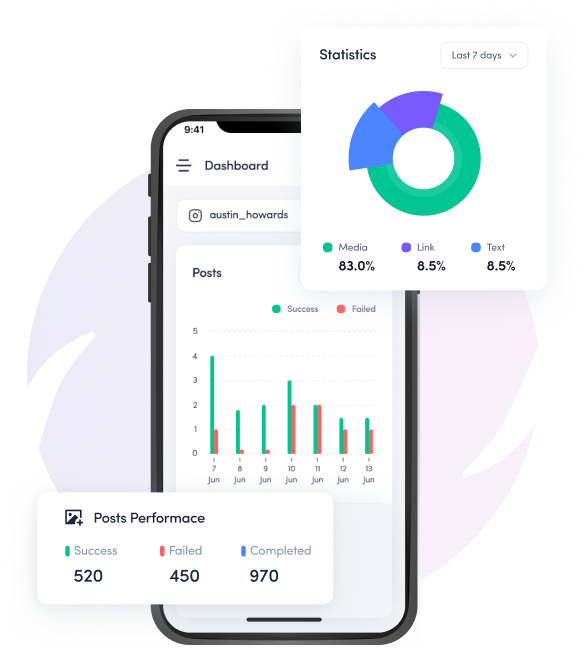 Statistics
Last 7 days
Media
Link
Text
83.0%
8.5%
8.5%
9:41
Dashboard
austin_howards
Posts
Success
Failed
5
4
3
2
1
0
7 8 9 10 11 12 13
Jun Jun Jun Jun Jun Jun Jun
Posts Performace
Success
Failed
Completed
520
450
970